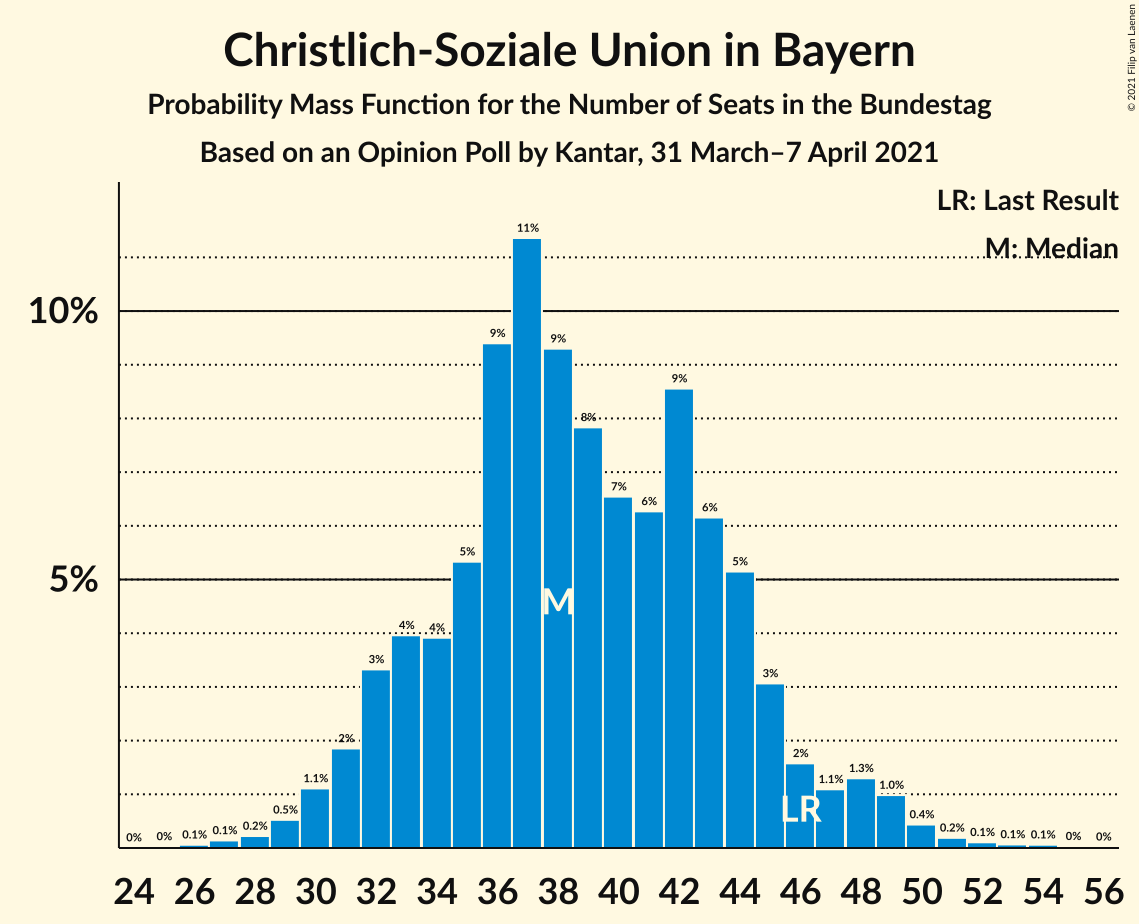 Christlich-Soziale Union in Bayern
Probability Mass Function for the Number of Seats in the Bundestag
Based on an Opinion Poll by Kantar, 31 March–7 April 2021
© 2021 Filip van Laenen
LR: Last Result
M: Median
10%
5%
0% 0% 0.1% 0.1% 0.2% 0.5% 1.1% 2% 3% 4% 4% 5% 9% 11% 9% 8% 7% 6% 9% 6% 5% 3% 2% 1.1% 1.3% 1.0% 0.4% 0.2% 0.1% 0.1% 0.1% 0% 0%
M
LR
24 26 28 30 32 34 36 38 40 42 44 46 48 50 52 54 56